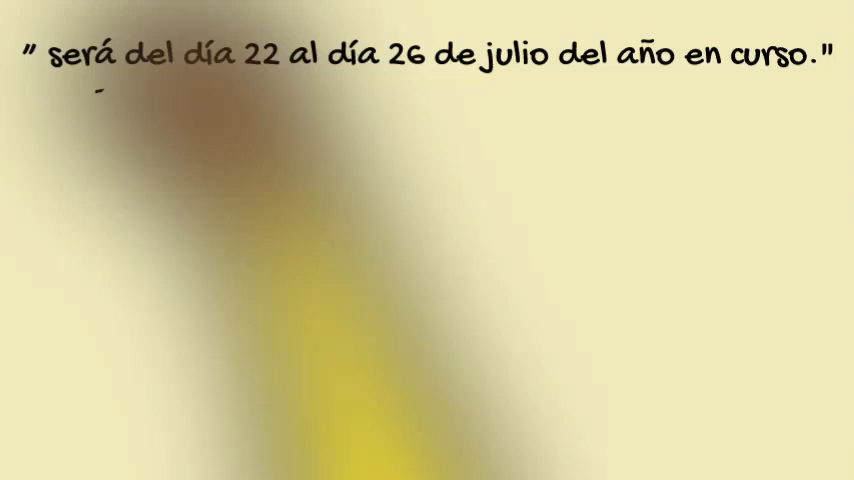 " será del día 22 al día 26 de julio del año en curso."
-